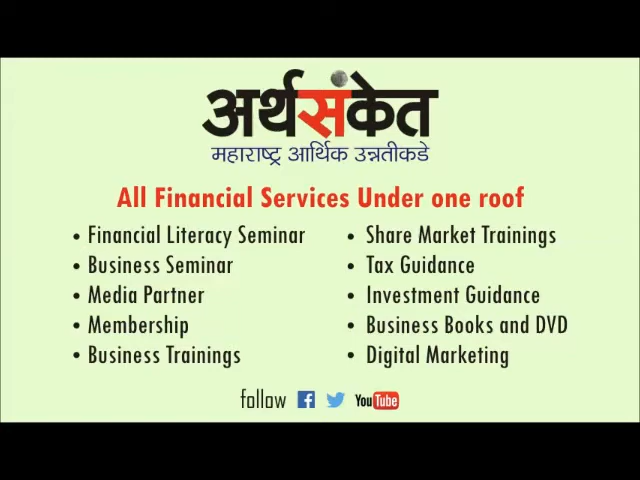 अर्थसंकेत
महाराष्ट्र आर्थिक उन्नतीकडे
All Financial Services Under one roof
• Financial Literacy Seminar
• Business Seminar
• Media Partner
• Membership
• Business Trainings
• Share Market Trainings
• Tax Guidance
• Investment Guidance
• Business Books and DVD
• Digital Marketing
follow f YouTube